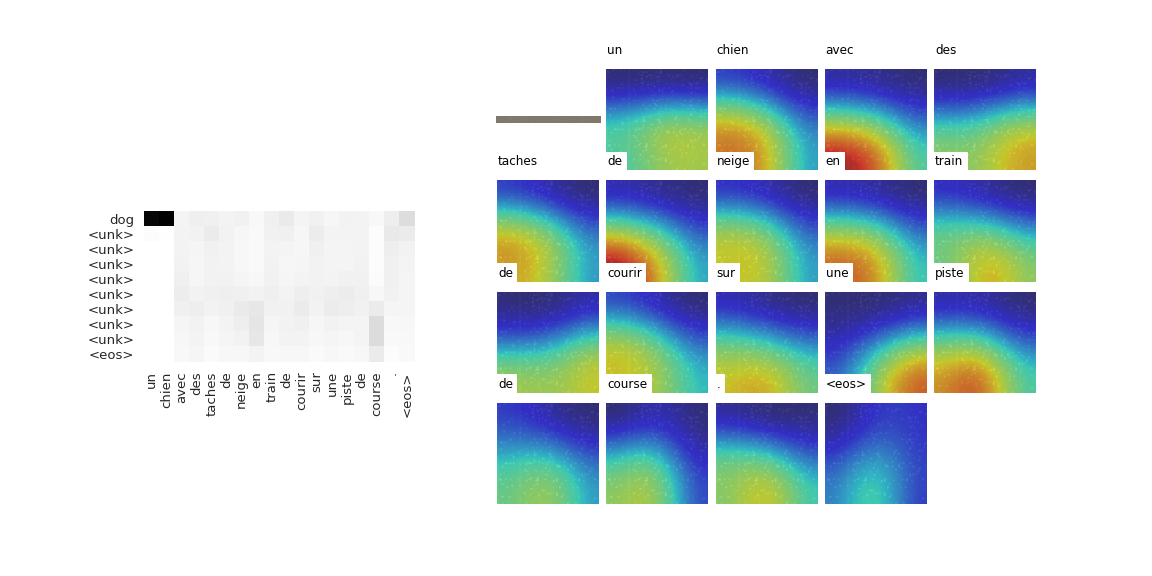 dog
<unk>
<unk>
<unk>
<unk>
<unk>
<unk>
<unk>
<unk>
<eos>
un chien avec des taches de neige en train de courir sur une piste de course . <eos>
un chien avec des
taches de neige en train
de courir sur une piste
de course . <eos>